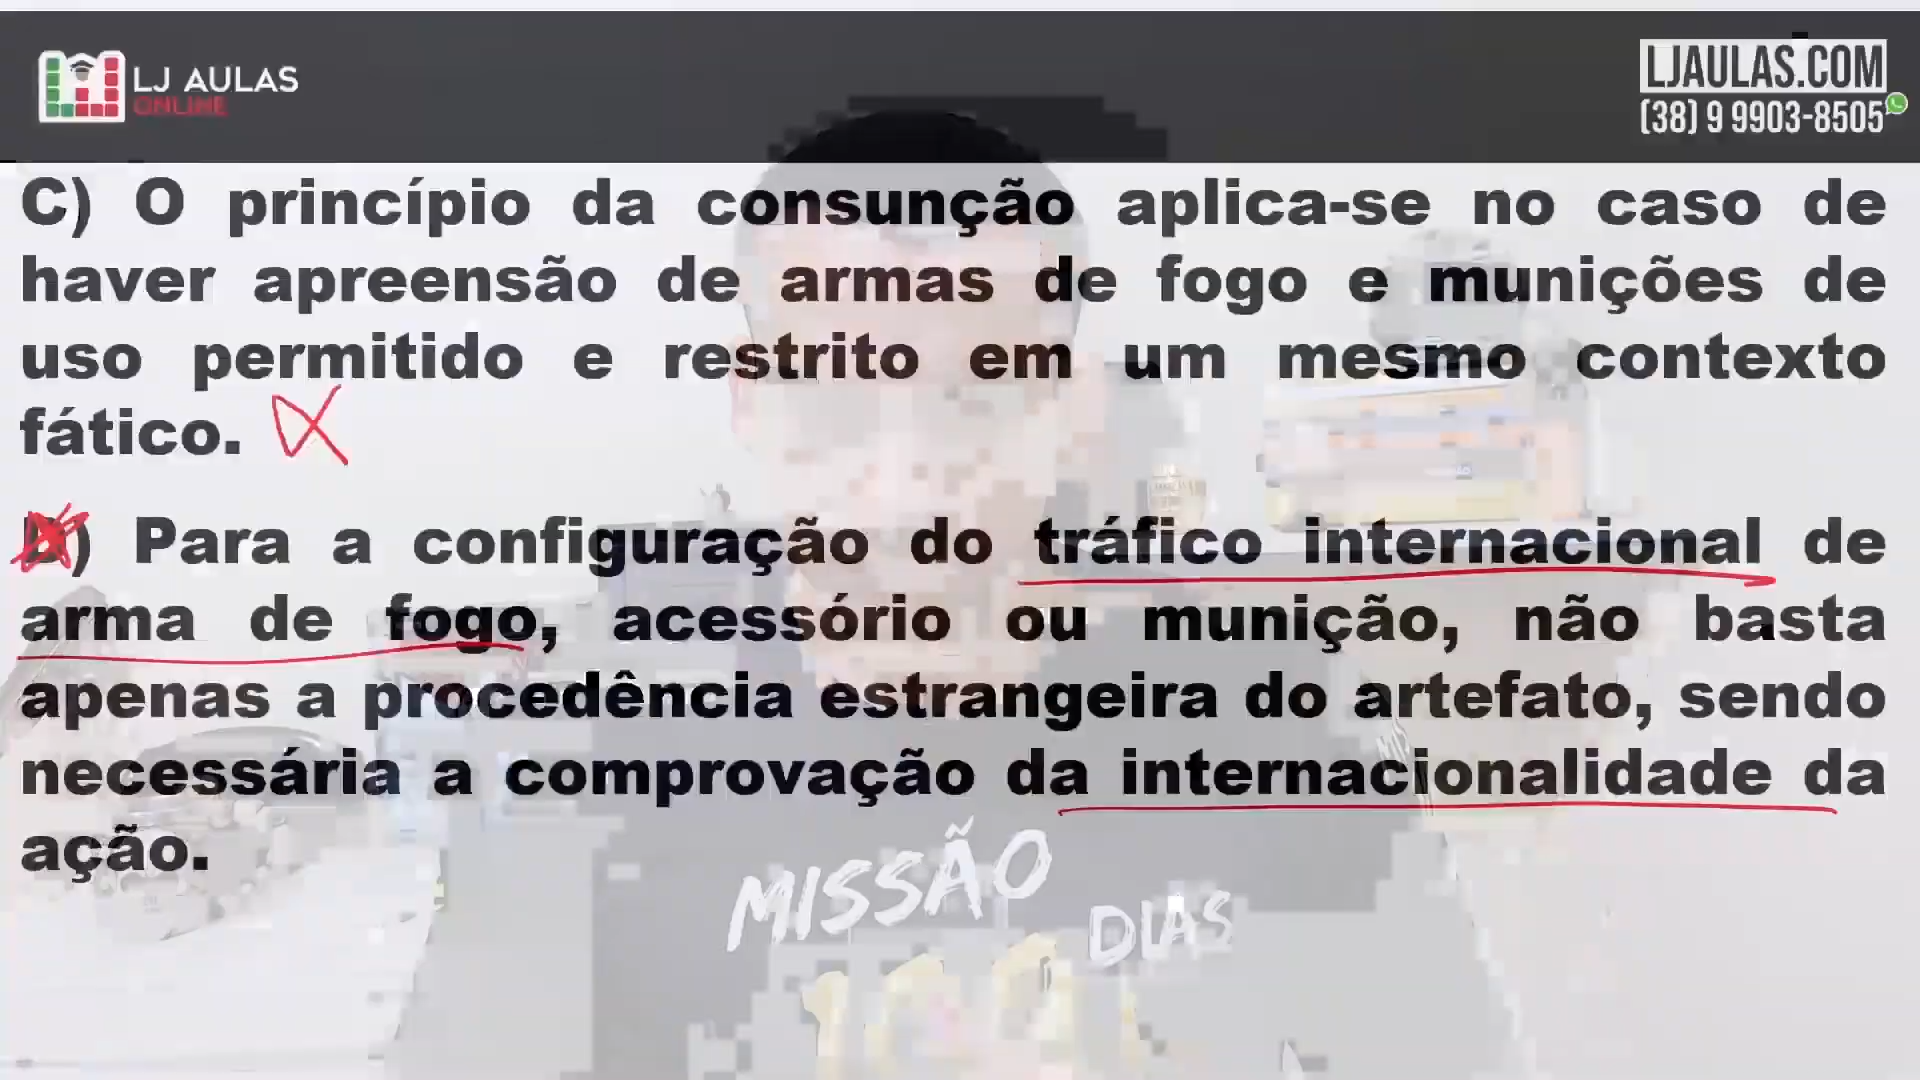 LJ AULAS
ONLINE
LJAULAS.COM
(38) 9 9903-8505
C) O princípio da consunção aplica-se no caso de
haver apreensão de armas de fogo e munições de
uso permitido e restrito em um mesmo contexto
fático.
D) Para a configuração do tráfico internacional de
arma de fogo, acessório ou munição, não basta
apenas a procedência estrangeira do artefato, sendo
necessária a comprovação da internacionalidade da
ação.
MISSÃO
DIAS